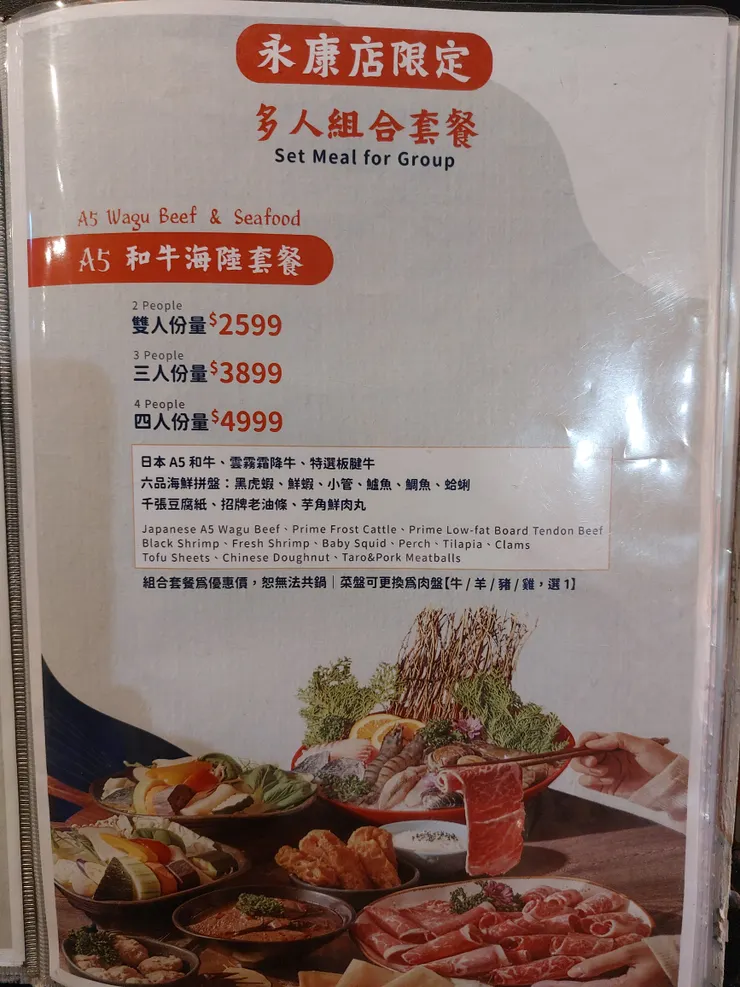 永康店限定
多人組合套餐
Set Meal for Group
A5 Wagu Beef & Seafood
A5 和牛海陸套餐
2 People
雙人份量$2599
3 People
三人份量$3899
4 People
四人份量$4999
日本 A5 和牛、雲霧霜降牛、特選板腱牛
六品海鮮拼盤：黑虎蝦、鮮蝦、小管、鱸魚、鯛魚、蛤蜊
千張豆腐紙、招牌老油條、芋角鮮肉丸
Japanese A5 Wagu Beef、Prime Frost Cattle、Prime Low-fat Board Tendon Beef
Black Shrimp、Fresh Shrimp、Baby Squid、Perch、Tilapia、Clams
Tofu Sheets、Chinese Doughnut、Taro&Pork Meatballs
組合套餐為優惠價，恕無法共鍋｜菜盤可更換為肉盤【牛 / 羊 / 豬 / 雞，選 1】